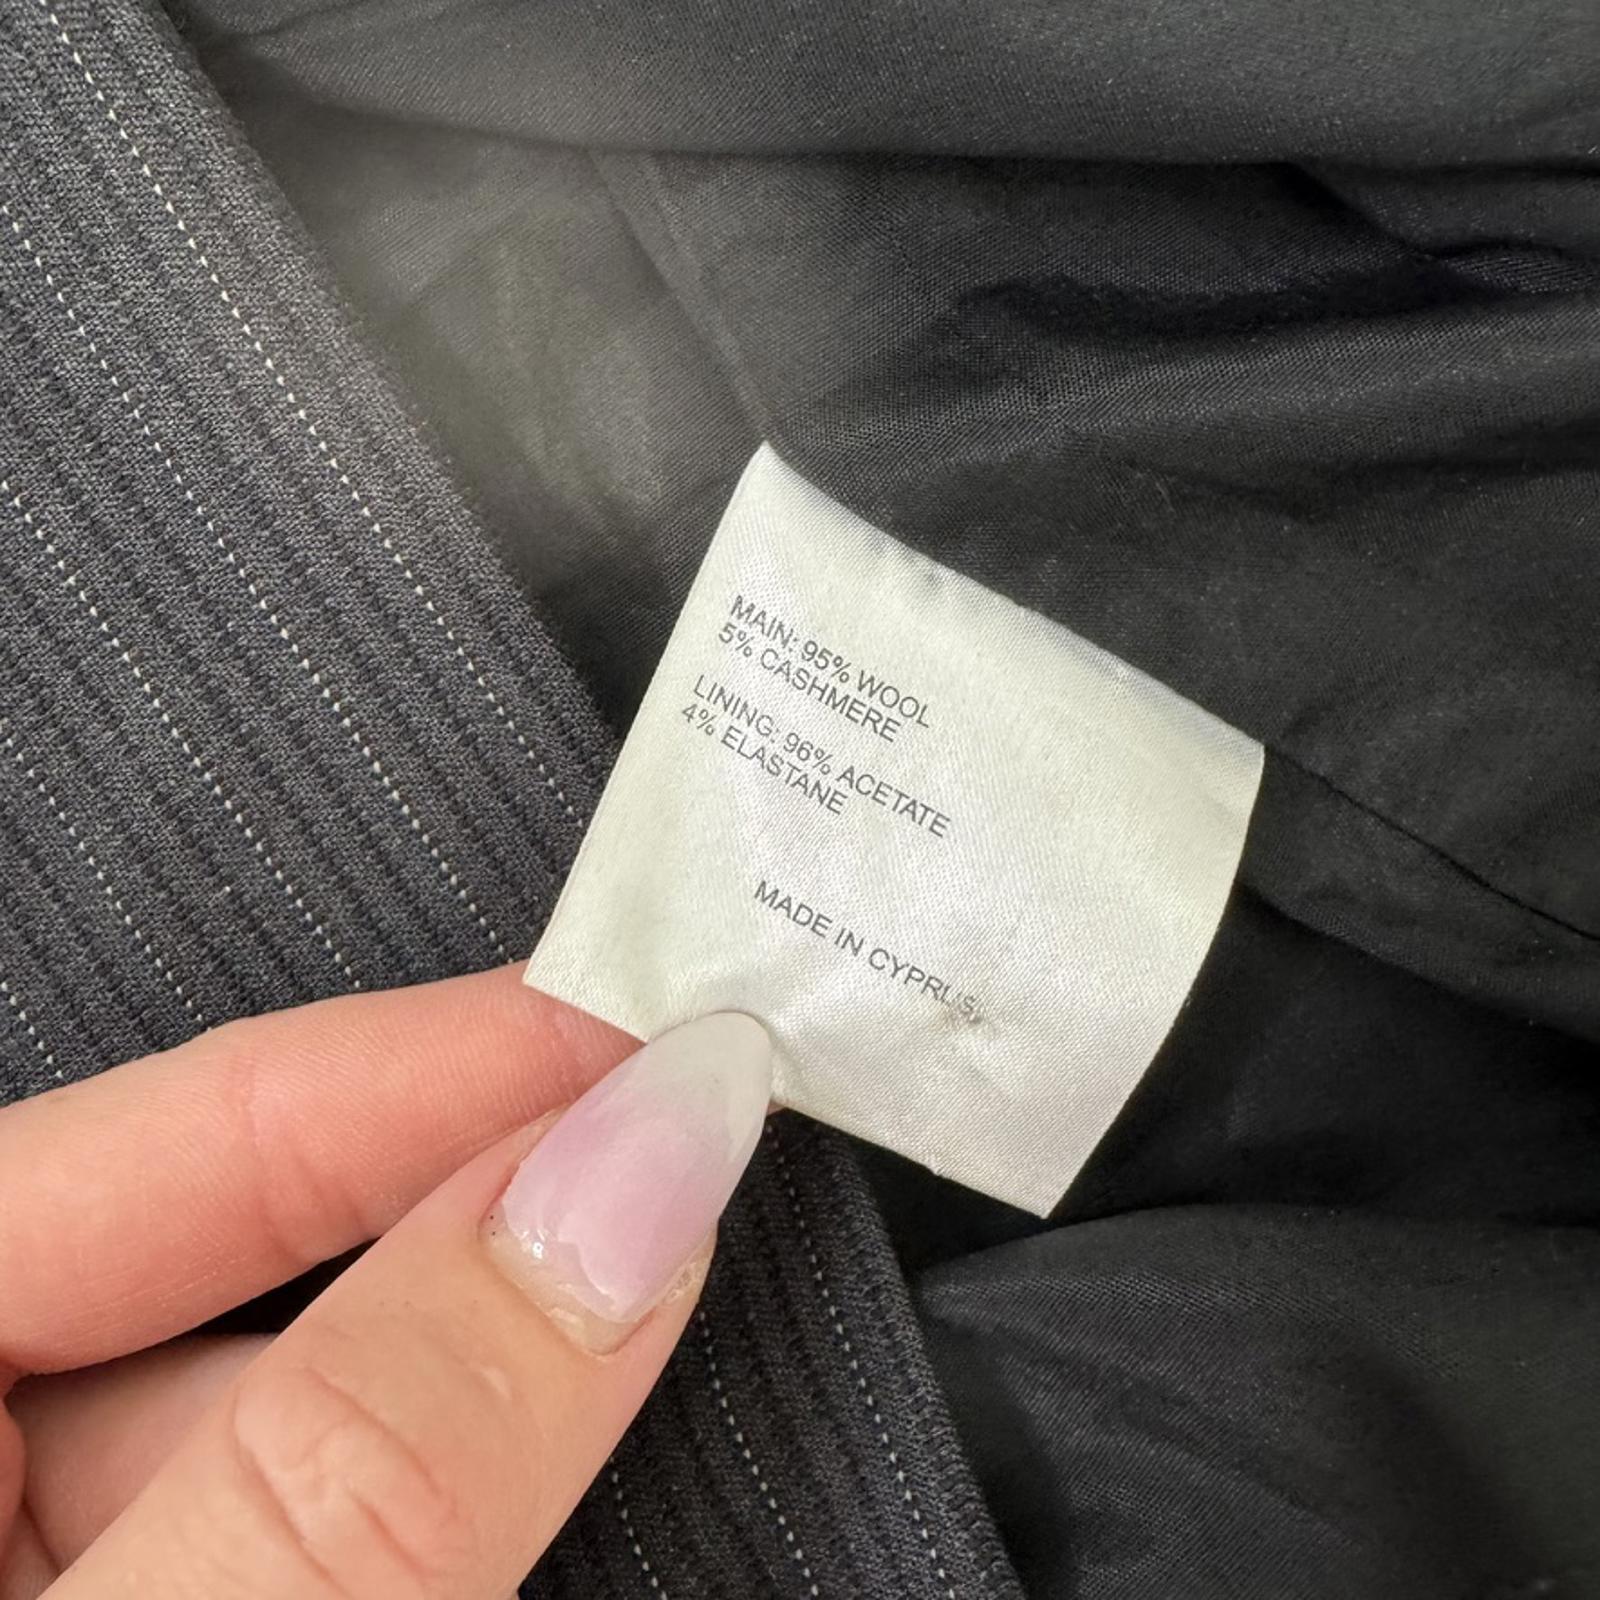 MAIN: 95% WOOL
5% CASHMERE
LINING: 96% ACETATE
4% ELASTANE
MADE IN CYPRUS